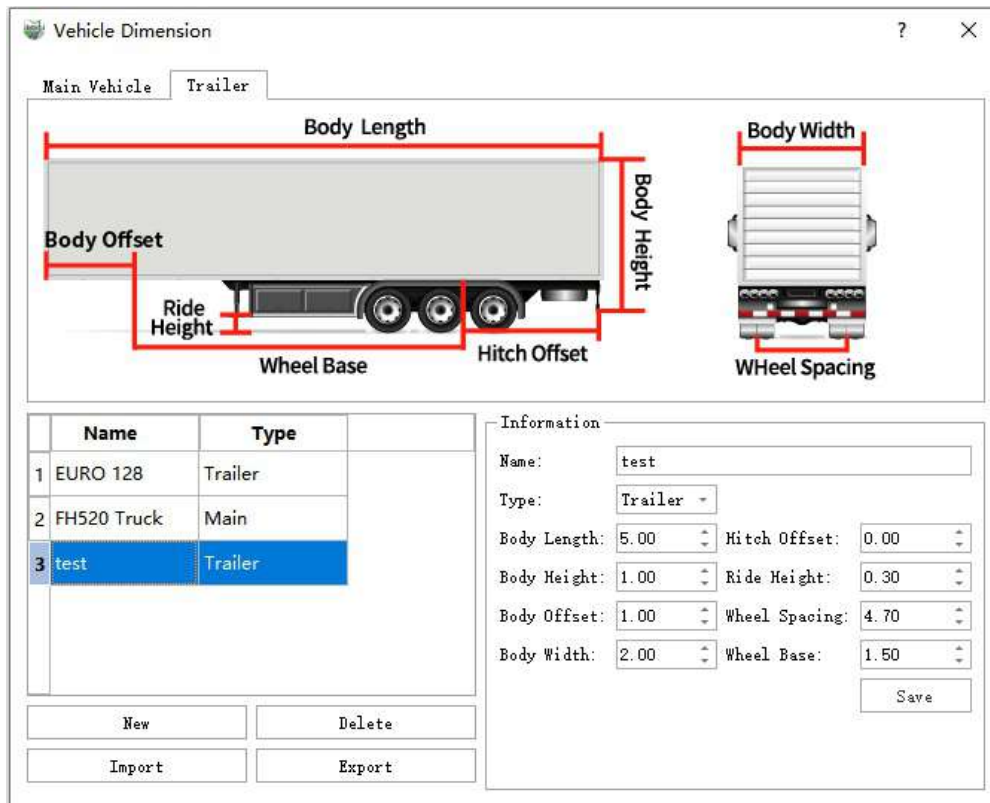 Vehicle Dimension ?
Main Vehicle Trailer
Body Length
Body Width
Body Height
Body Offset
Ride Height
Wheel Base
Hitch Offset
WHeel Spacing
Name Type
1 EURO 128 Trailer
2 FH520 Truck Main
3 test Trailer
New Delete
Import Export
Information
Name: test
Type: Trailer
Body Length: 5.00 Hitch Offset: 0.00
Body Height: 1.00 Ride Height: 0.30
Body Offset: 1.00 Wheel Spacing: 4.70
Body Width: 2.00 Wheel Base: 1.50
Save